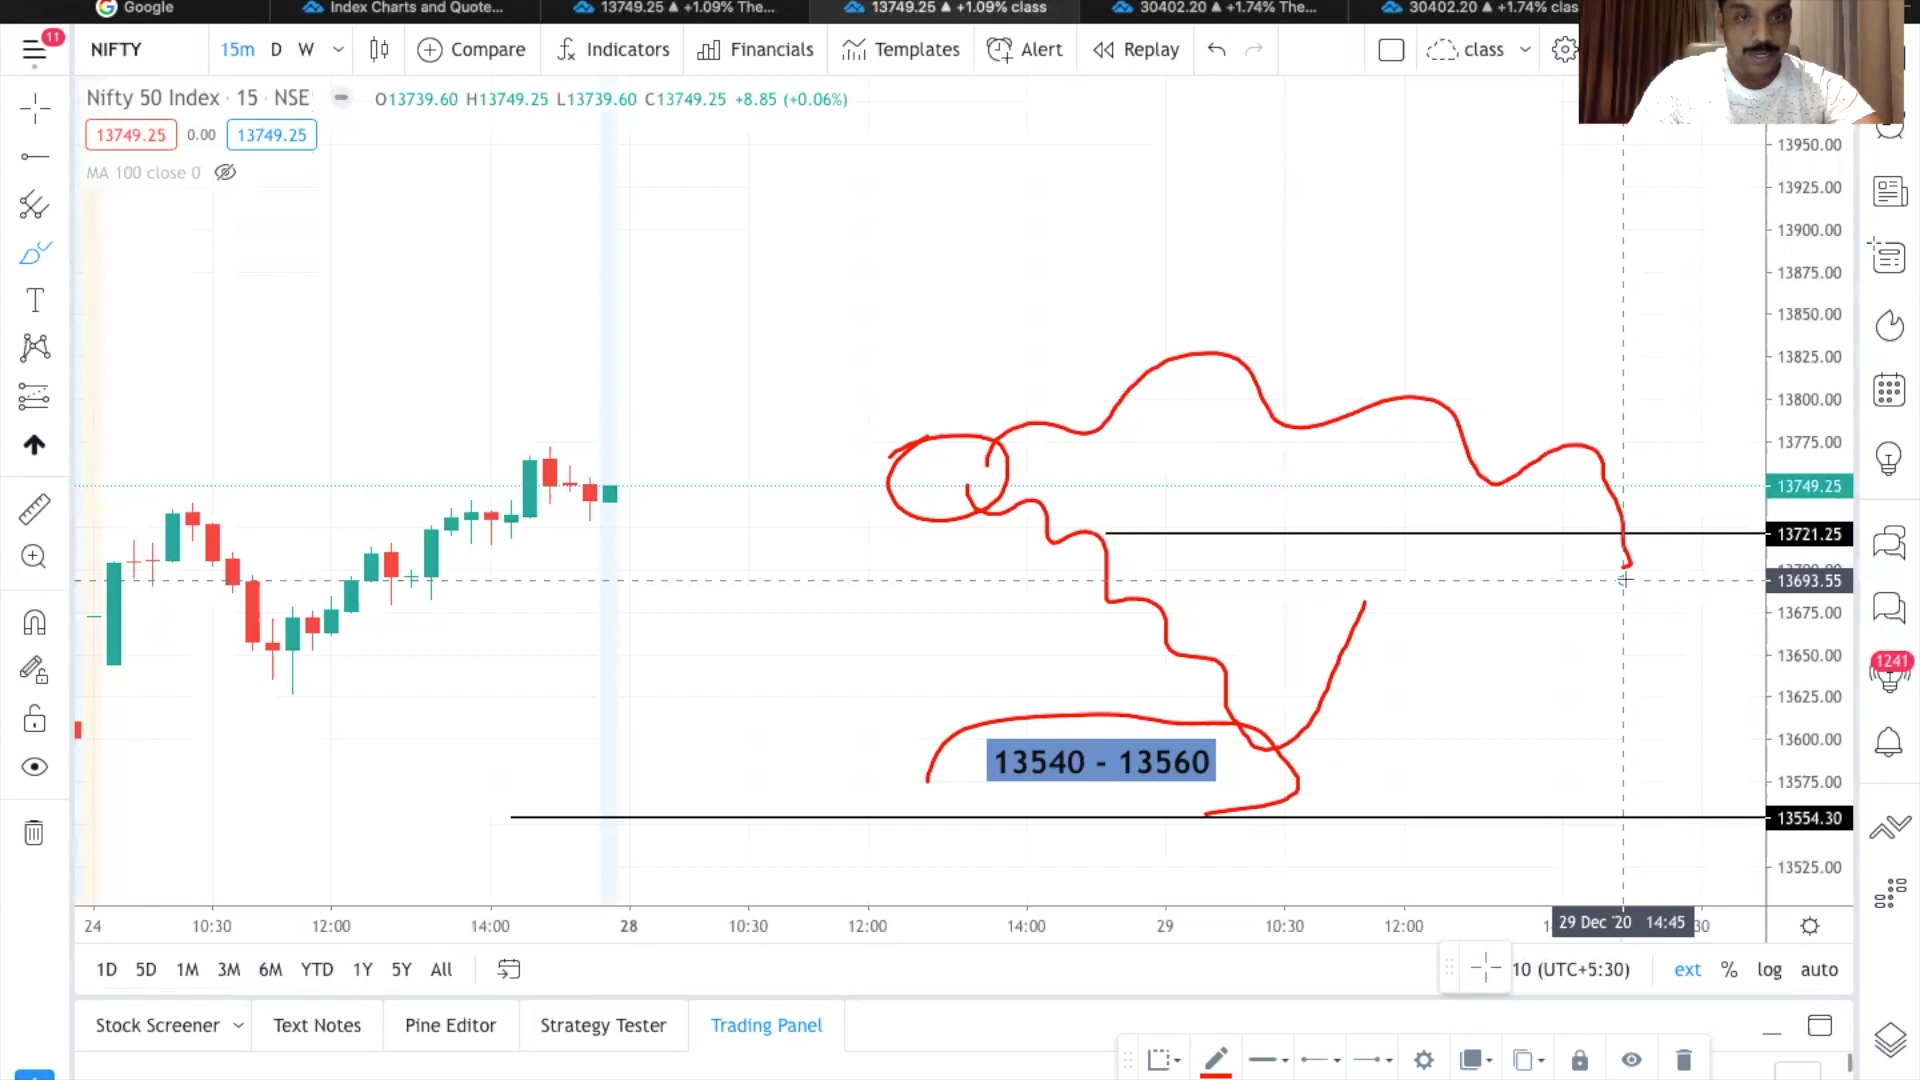 Google
Index Charts and Quote...
13749.25 ▲ +1.09% The...
13749.25 ▲ +1.09% class
30402.20 ▲ +1.74% The...
30402.20 ▲ +1.74% clas
11
NIFTY
15m D W
Compare
Indicators
Financials
Templates
Alert
Replay
class
Nifty 50 Index · 15 · NSE
O13739.60 H13749.25 L13739.60 C13749.25 +8.85 (+0.06%)
13749.25 0.00 13749.25
MA 100 close 0
13950.00
13925.00
13900.00
13875.00
13850.00
13825.00
13800.00
13775.00
13749.25
13721.25
13693.55
13675.00
13650.00
13625.00
13600.00
13575.00
13554.30
13525.00
1241
13540 - 13560
24 10:30 12:00 14:00 28 10:30 12:00 14:00 29 10:30 12:00
29 Dec '20 14:45
1D 5D 1M 3M 6M YTD 1Y 5Y All
10 (UTC+5:30)
ext % log auto
Stock Screener
Text Notes
Pine Editor
Strategy Tester
Trading Panel